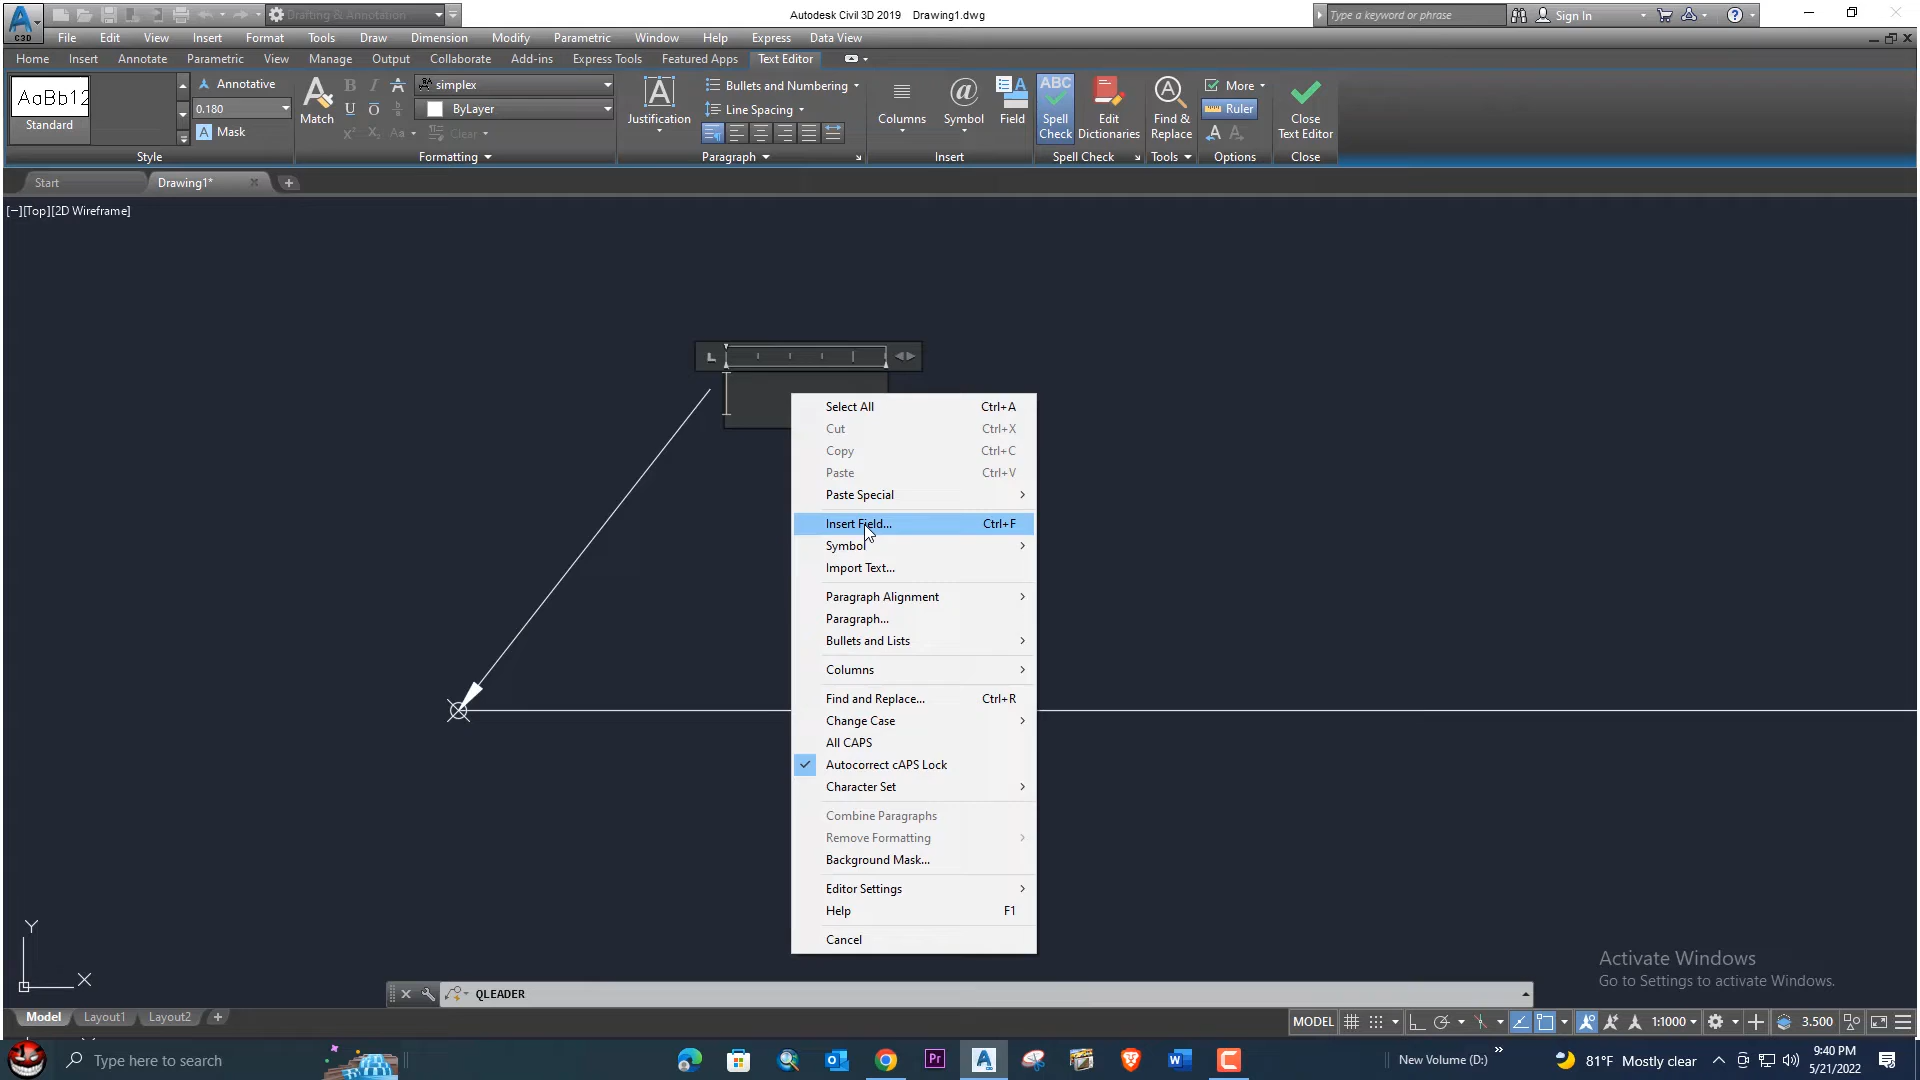 Drafting & Annotation
Autodesk Civil 3D 2019 Drawing1.dwg
Type a keyword or phrase
Sign In
C3D
File Edit View Insert Format Tools Draw Dimension Modify Parametric Window Help Express Data View
Home Insert Annotate Parametric View Manage Output Collaborate Add-ins Express Tools Featured Apps Text Editor
AaBb12
Standard
Annotative
0.180
Mask
Style
Match
simplex
ByLayer
Clear
Formatting
Justification
Bullets and Numbering
Line Spacing
Paragraph
Columns
Symbol
Field
Insert
ABC
Spell
Check
Edit
Dictionaries
Spell Check
Find &
Replace
Tools
More
Ruler
Options
Close
Text Editor
Close
Start
Drawing1*
[−][Top][2D Wireframe]
Select All Ctrl+A
Cut Ctrl+X
Copy Ctrl+C
Paste Ctrl+V
Paste Special
Insert Field... Ctrl+F
Symbol
Import Text...
Paragraph Alignment
Paragraph...
Bullets and Lists
Columns
Find and Replace... Ctrl+R
Change Case
All CAPS
Autocorrect cAPS Lock
Character Set
Combine Paragraphs
Remove Formatting
Background Mask...
Editor Settings
Help F1
Cancel
Y
X
Activate Windows
Go to Settings to activate Windows.
QLEADER
Model Layout1 Layout2
MODEL
1:1000
3.500
Type here to search
New Volume (D:)
81°F Mostly clear
9:40 PM
5/21/2022